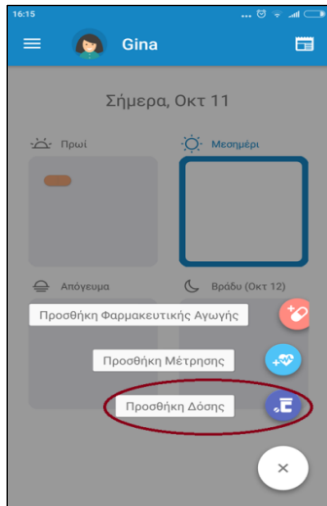 16:15
Gina
Σήμερα, Οκτ 11
Πρωί
Μεσημέρι
Απόγευμα
Βράδυ (Οκτ 12)
Προσθήκη Φαρμακευτικής Αγωγής
Προσθήκη Μέτρησης
Προσθήκη Δόσης